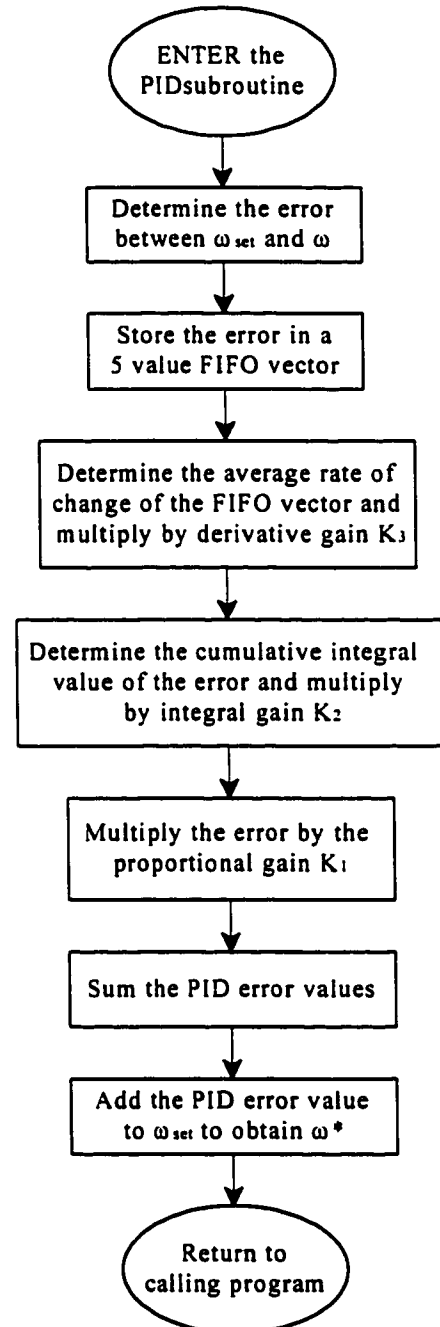 ENTER the
PIDsubroutine
Determine the error
between ω set and ω
Store the error in a
5 value FIFO vector
Determine the average rate of
change of the FIFO vector and
multiply by derivative gain K3
Determine the cumulative integral
value of the error and multiply
by integral gain K2
Multiply the error by the
proportional gain K1
Sum the PID error values
Add the PID error value
to ω set to obtain ω*
Return to
calling program